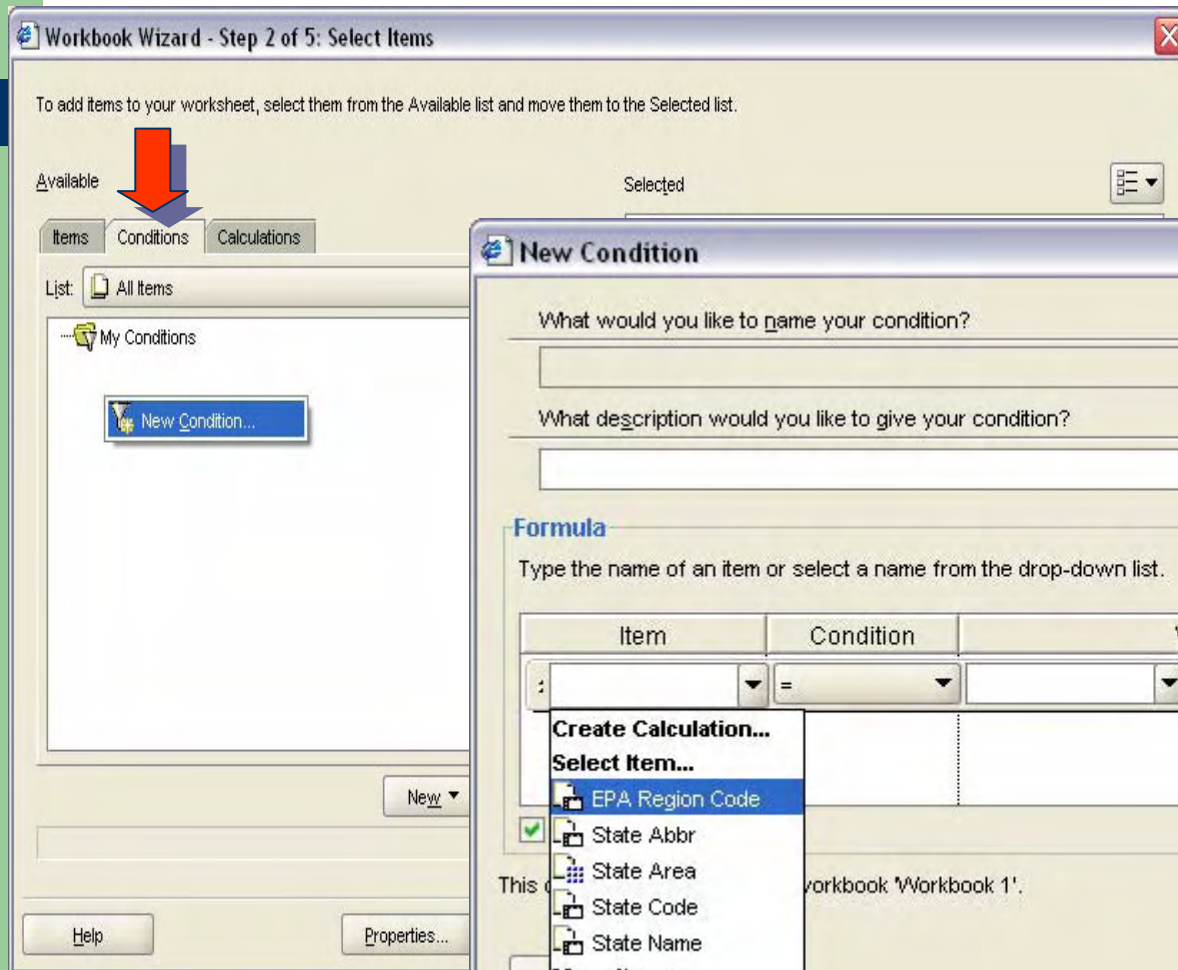 Workbook Wizard - Step 2 of 5: Select Items
To add items to your worksheet, select them from the Available list and move them to the Selected list.
Available
Selected
Items Conditions Calculations
List: All Items
My Conditions
New Condition...
New
Help
Properties...
New Condition
What would you like to name your condition?
What description would you like to give your condition?
Formula
Type the name of an item or select a name from the drop-down list.
Item Condition
=
Create Calculation...
Select Item...
EPA Region Code
State Abbr
State Area
State Code
State Name
This
workbook 'Workbook 1'.